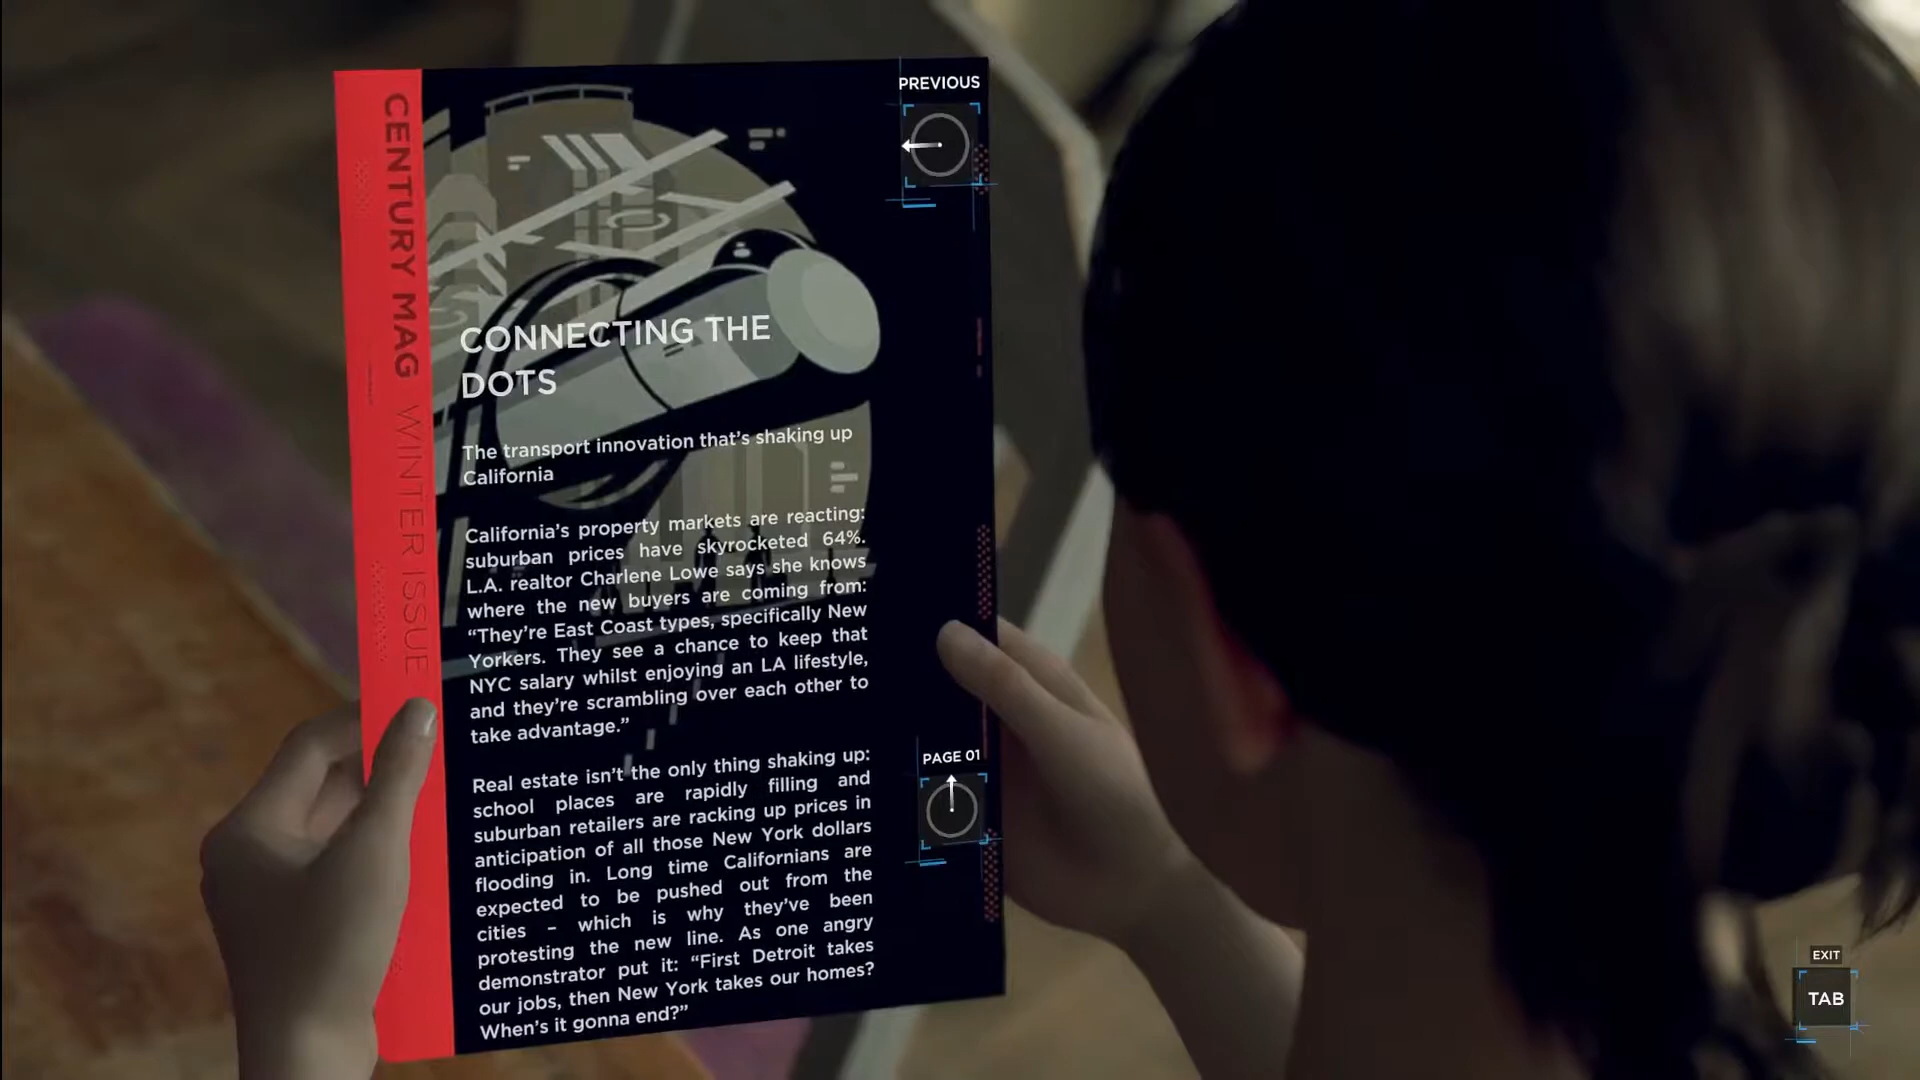 CENTURY MAG WINTER ISSUE
PREVIOUS
CONNECTING THE
DOTS
The transport innovation that's shaking up
California
California's property markets are reacting:
suburban prices have skyrocketed 64%.
L.A. realtor Charlene Lowe says she knows
where the new buyers are coming from:
“They're East Coast types, specifically New
Yorkers. They see a chance to keep that
NYC salary whilst enjoying an LA lifestyle,
and they're scrambling over each other to
take advantage.”
Real estate isn't the only thing shaking up:
school places are rapidly filling and
suburban retailers are racking up prices in
anticipation of all those New York dollars
flooding in. Long time Californians are
expected to be pushed out from the
cities – which is why they've been
protesting the new line. As one angry
demonstrator put it: “First Detroit takes
our jobs, then New York takes our homes?
When's it gonna end?”
PAGE 01
EXIT
TAB